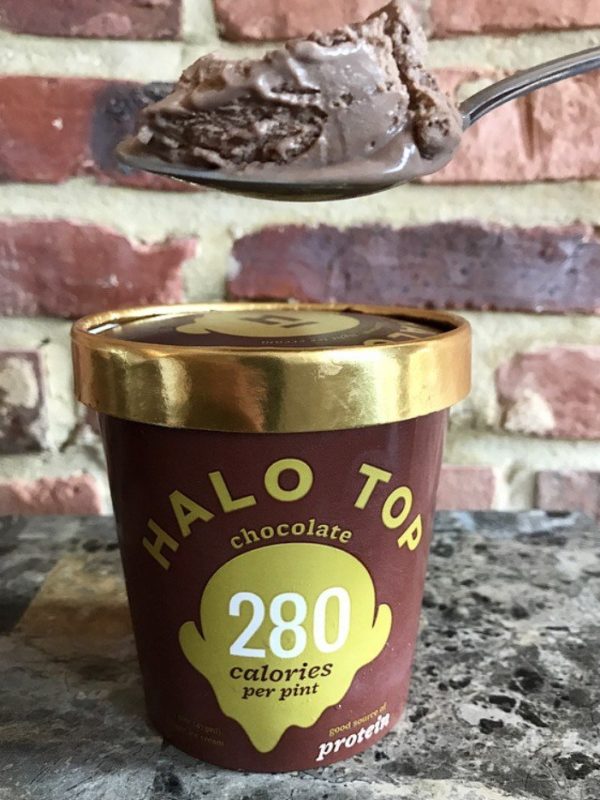 HALO TOP
chocolate
280
calories
per pint
good source of
protein